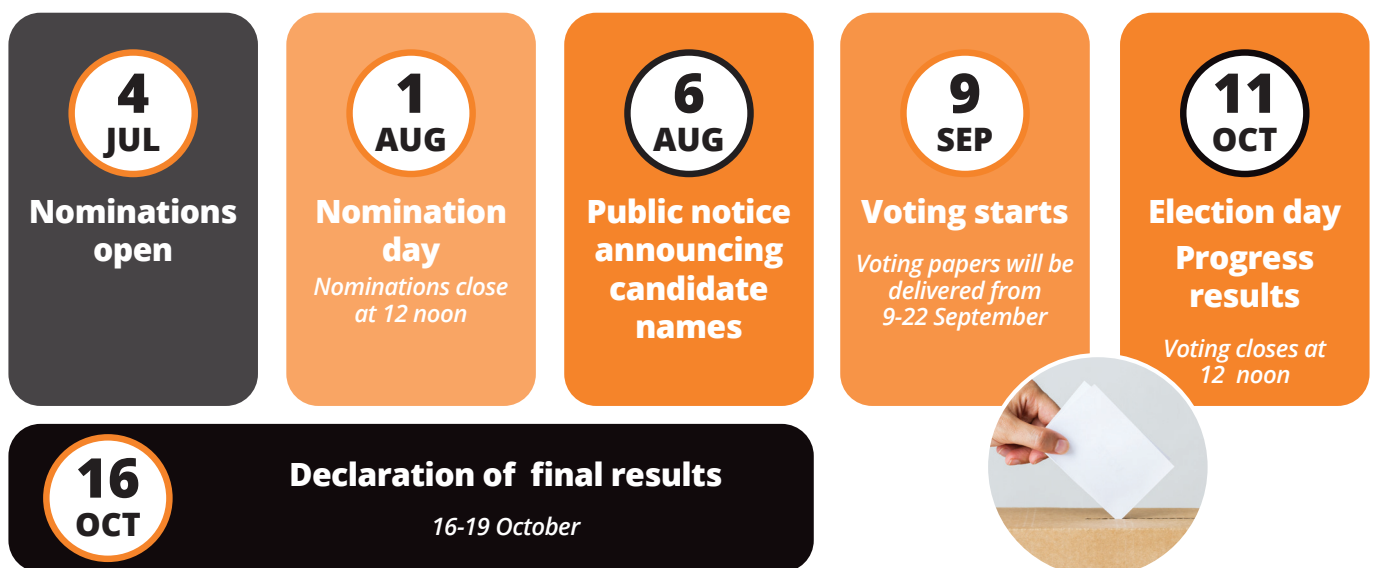 4
JUL
Nominations
open
1
AUG
Nomination
day
Nominations close
at 12 noon
6
AUG
Public notice
announcing
candidate
names
9
SEP
Voting starts
Voting papers will be
delivered from
9-22 September
11
OCT
Election day
Progress
results
Voting closes at
12 noon
16
OCT
Declaration of final results
16-19 October